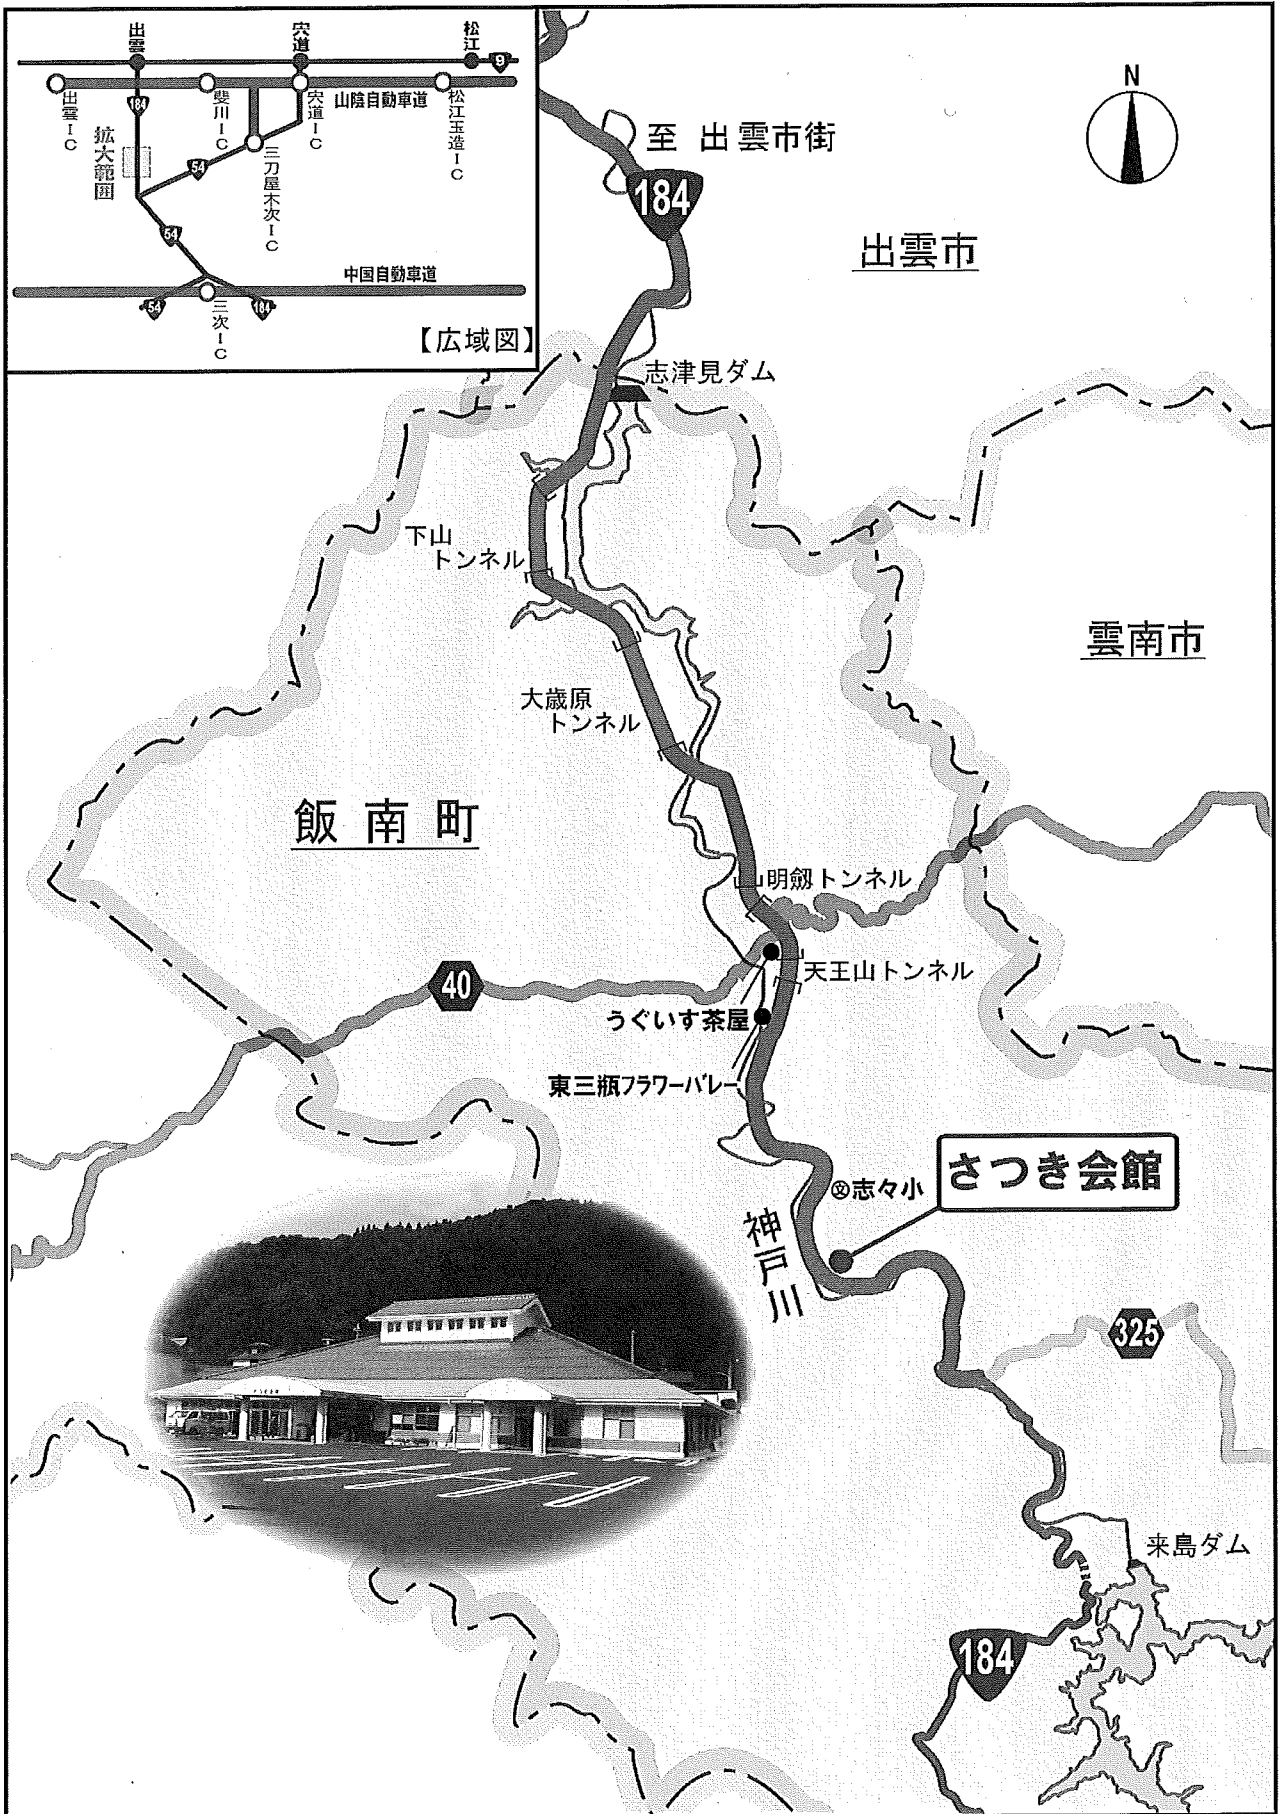 出雲
宍道
松江
9
出雲IC
184
斐川IC
宍道IC
山陰自動車道
松江玉造IC
拡大範囲
54
三刀屋木次IC
54
中国自動車道
54
三次IC
184
【広域図】
N
至 出雲市街
184
出雲市
志津見ダム
下山
トンネル
雲南市
大歳原
トンネル
飯南町
明劔トンネル
40
天王山トンネル
うぐいす茶屋
東三瓶フラワーバレー
さつき会館
文志々小
神戸川
325
来島ダム
184